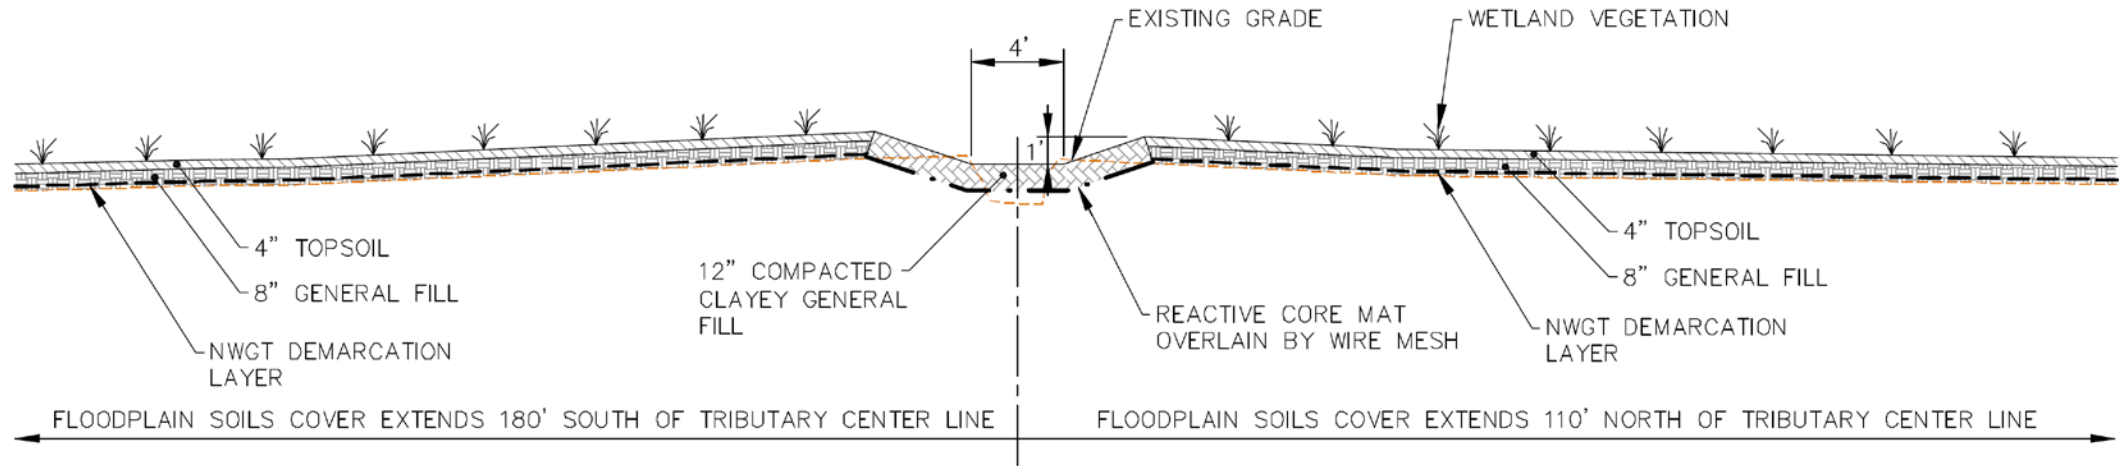 EXISTING GRADE
WETLAND VEGETATION
4'
1'
4" TOPSOIL
8" GENERAL FILL
NWGT DEMARCATION
LAYER
12" COMPACTED
CLAYEY GENERAL
FILL
REACTIVE CORE MAT
OVERLAIN BY WIRE MESH
4" TOPSOIL
8" GENERAL FILL
NWGT DEMARCATION
LAYER
FLOODPLAIN SOILS COVER EXTENDS 180' SOUTH OF TRIBUTARY CENTER LINE
FLOODPLAIN SOILS COVER EXTENDS 110' NORTH OF TRIBUTARY CENTER LINE